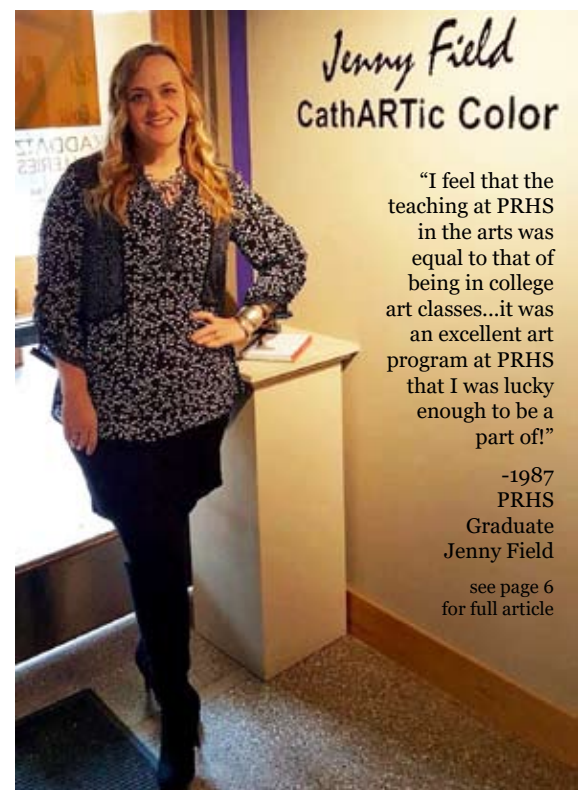 Jenny Field
CathARTic Color
“I feel that the
teaching at PRHS
in the arts was
equal to that of
being in college
art classes...it was
an excellent art
program at PRHS
that I was lucky
enough to be a
part of!”
-1987
PRHS
Graduate
Jenny Field
see page 6
for full article